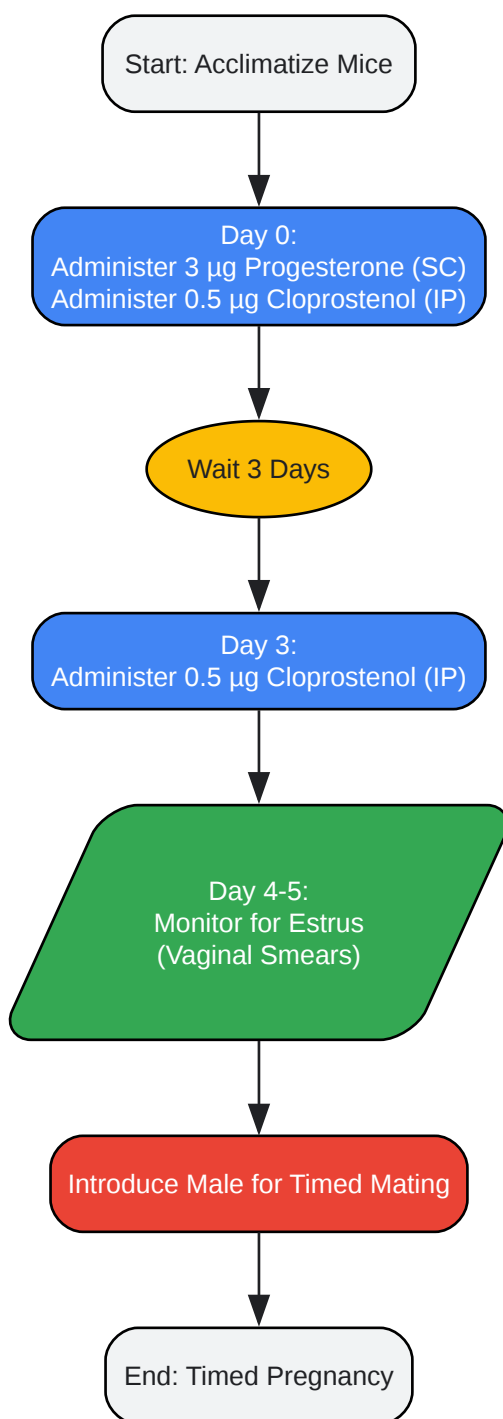 Start: Acclimatize Mice
Day 0:
Administer 3 µg Progesterone (SC)
Administer 0.5 µg Cloprostenol (IP)
Wait 3 Days
Day 3:
Administer 0.5 µg Cloprostenol (IP)
Day 4-5:
Monitor for Estrus
(Vaginal Smears)
Introduce Male for Timed Mating
End: Timed Pregnancy